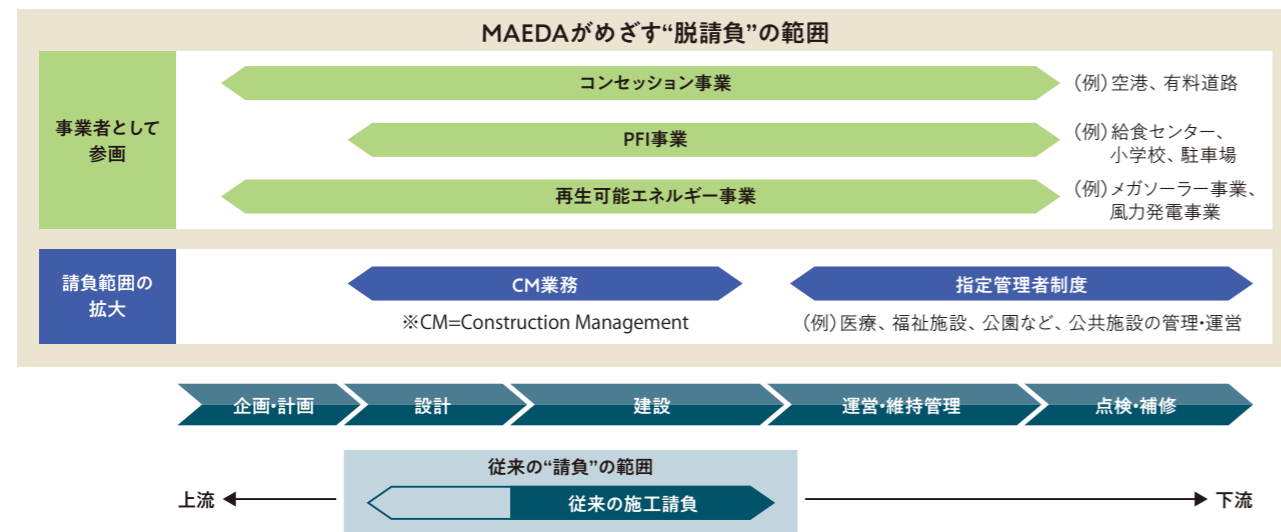 MAEDAがめざす“脱請負”の範囲
事業者として
参画
コンセッション事業
(例)空港、有料道路
PFI事業
(例)給食センター、
小学校、駐車場
再生可能エネルギー事業
(例)メガソーラー事業、
風力発電事業
請負範囲の
拡大
CM業務
※CM=Construction Management
指定管理者制度
(例)医療、福祉施設、公園など、公共施設の管理・運営
企画・計画
設計
建設
運営・維持管理
点検・補修
従来の“請負”の範囲
上流
従来の施工請負
下流